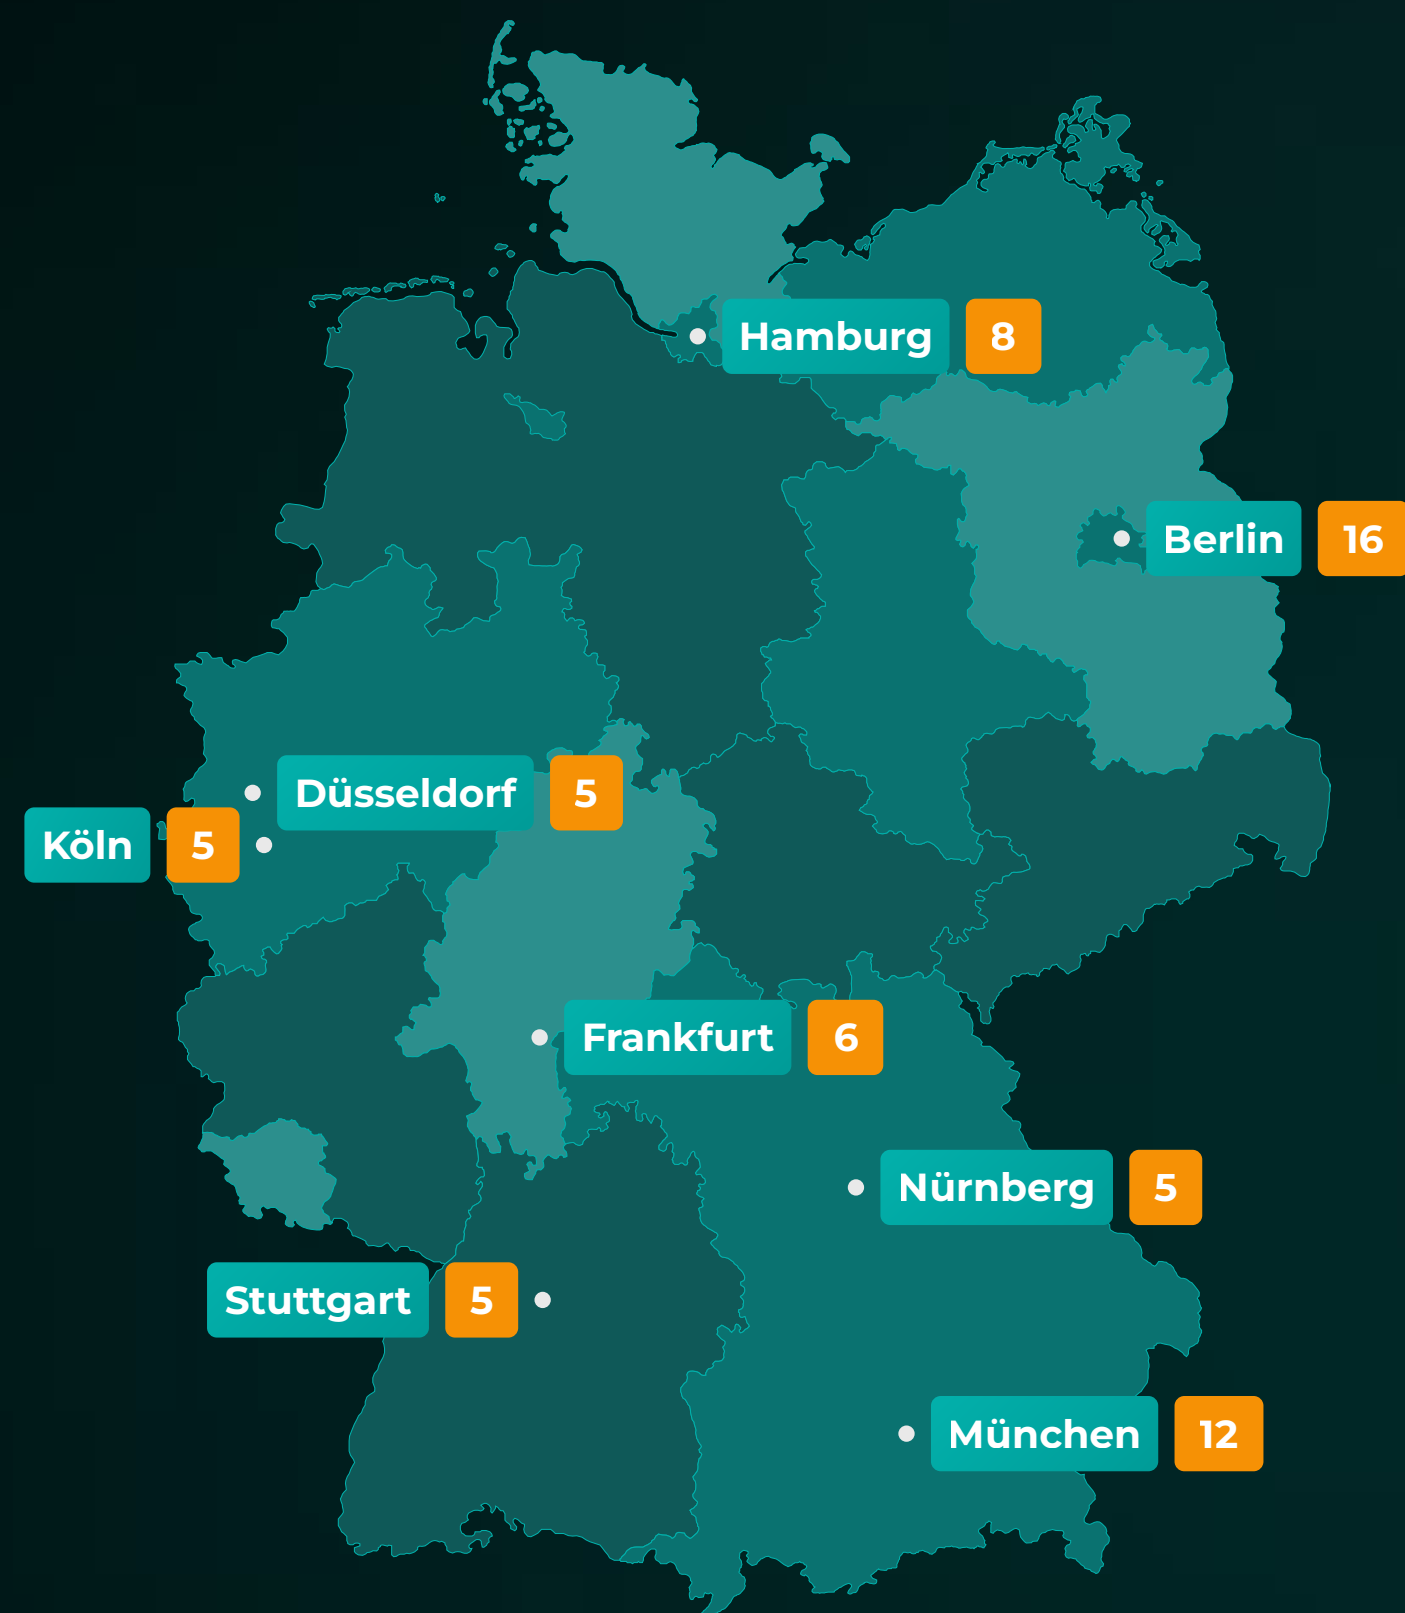 Hamburg 8
Berlin 16
Düsseldorf 5
Köln 5
Frankfurt 6
Nürnberg 5
Stuttgart 5
München 12